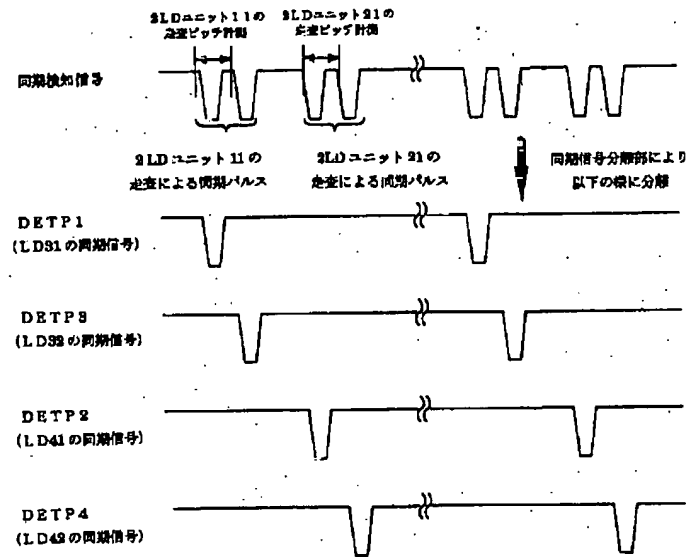 2LDユニット11の
走査ピッチ計測
2LDユニット21の
走査ピッチ計測
同期検知信号
2LDユニット11の
走査による同期パルス
2LDユニット21の
走査による同期パルス
同期信号分離部により
以下の様に分離
DETP1
(LD31の同期信号)
DETP3
(LD32の同期信号)
DETP2
(LD41の同期信号)
DETP4
(LD42の同期信号)